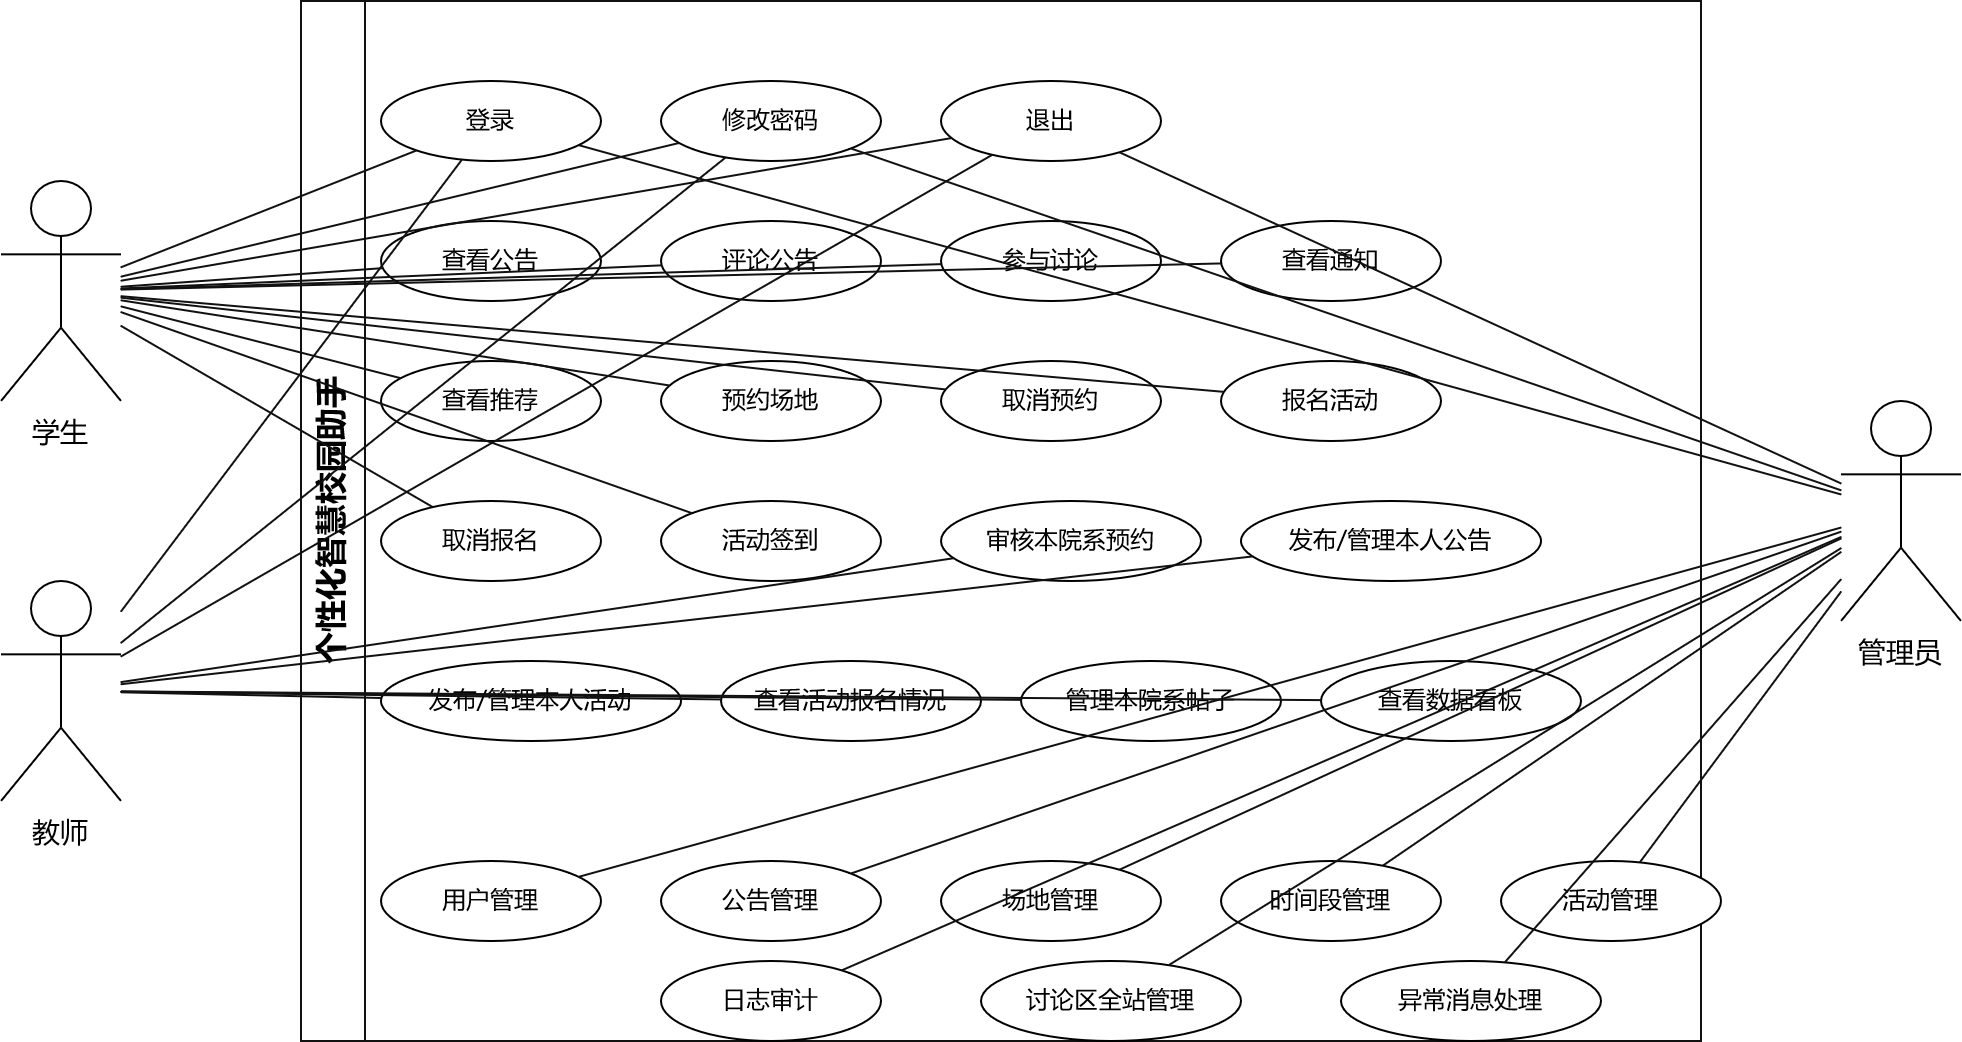 登录
修改密码
退出
查看公告
评论公告
参与讨论
查看通知
查看推荐
预约场地
取消预约
报名活动
学生
个性化智慧校园助手
取消报名
活动签到
审核本院系预约
发布/管理本人公告
管理员
发布/管理本人活动
查看活动报名情况
管理本院系帖子
查看数据看板
教师
用户管理
公告管理
场地管理
时间段管理
活动管理
日志审计
讨论区全站管理
异常消息处理